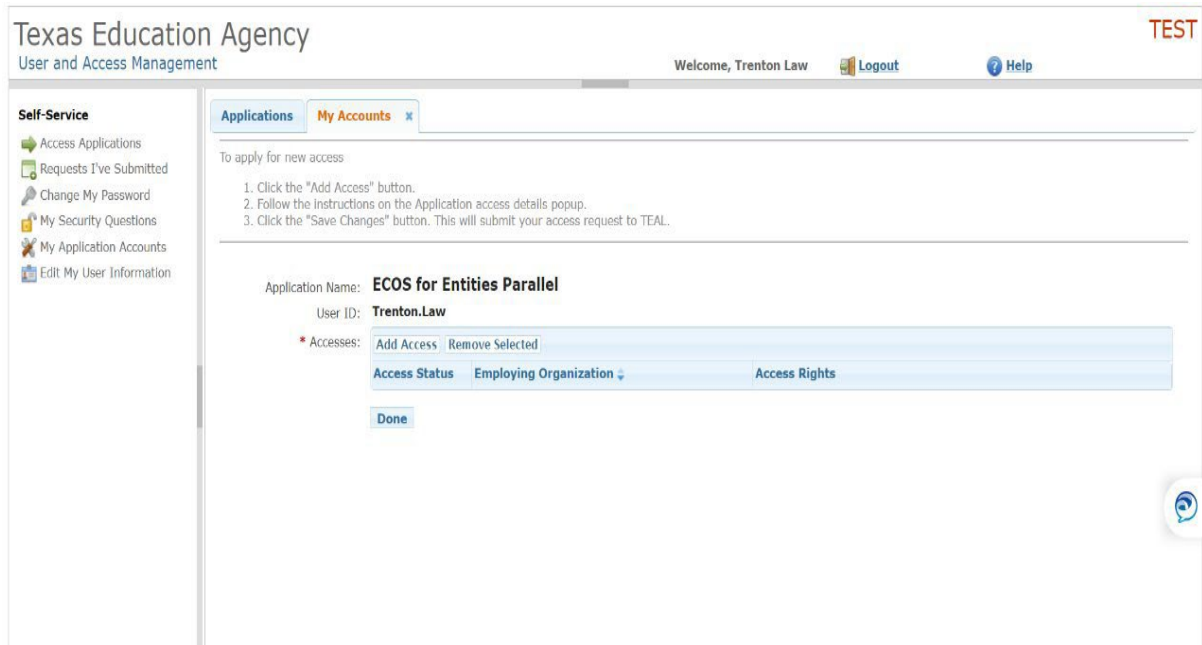 Texas Education Agency
TEST
User and Access Management
Welcome, Trenton Law
Logout
Help
Self-Service
Access Applications
Requests I've Submitted
Change My Password
My Security Questions
My Application Accounts
Edit My User Information
Applications
My Accounts x
To apply for new access
1. Click the "Add Access" button.
2. Follow the instructions on the Application access details popup.
3. Click the "Save Changes" button. This will submit your access request to TEAL.
Application Name: ECOS for Entities Parallel
User ID: Trenton.Law
* Accesses: Add Access Remove Selected
Access Status Employing Organization Access Rights
Done